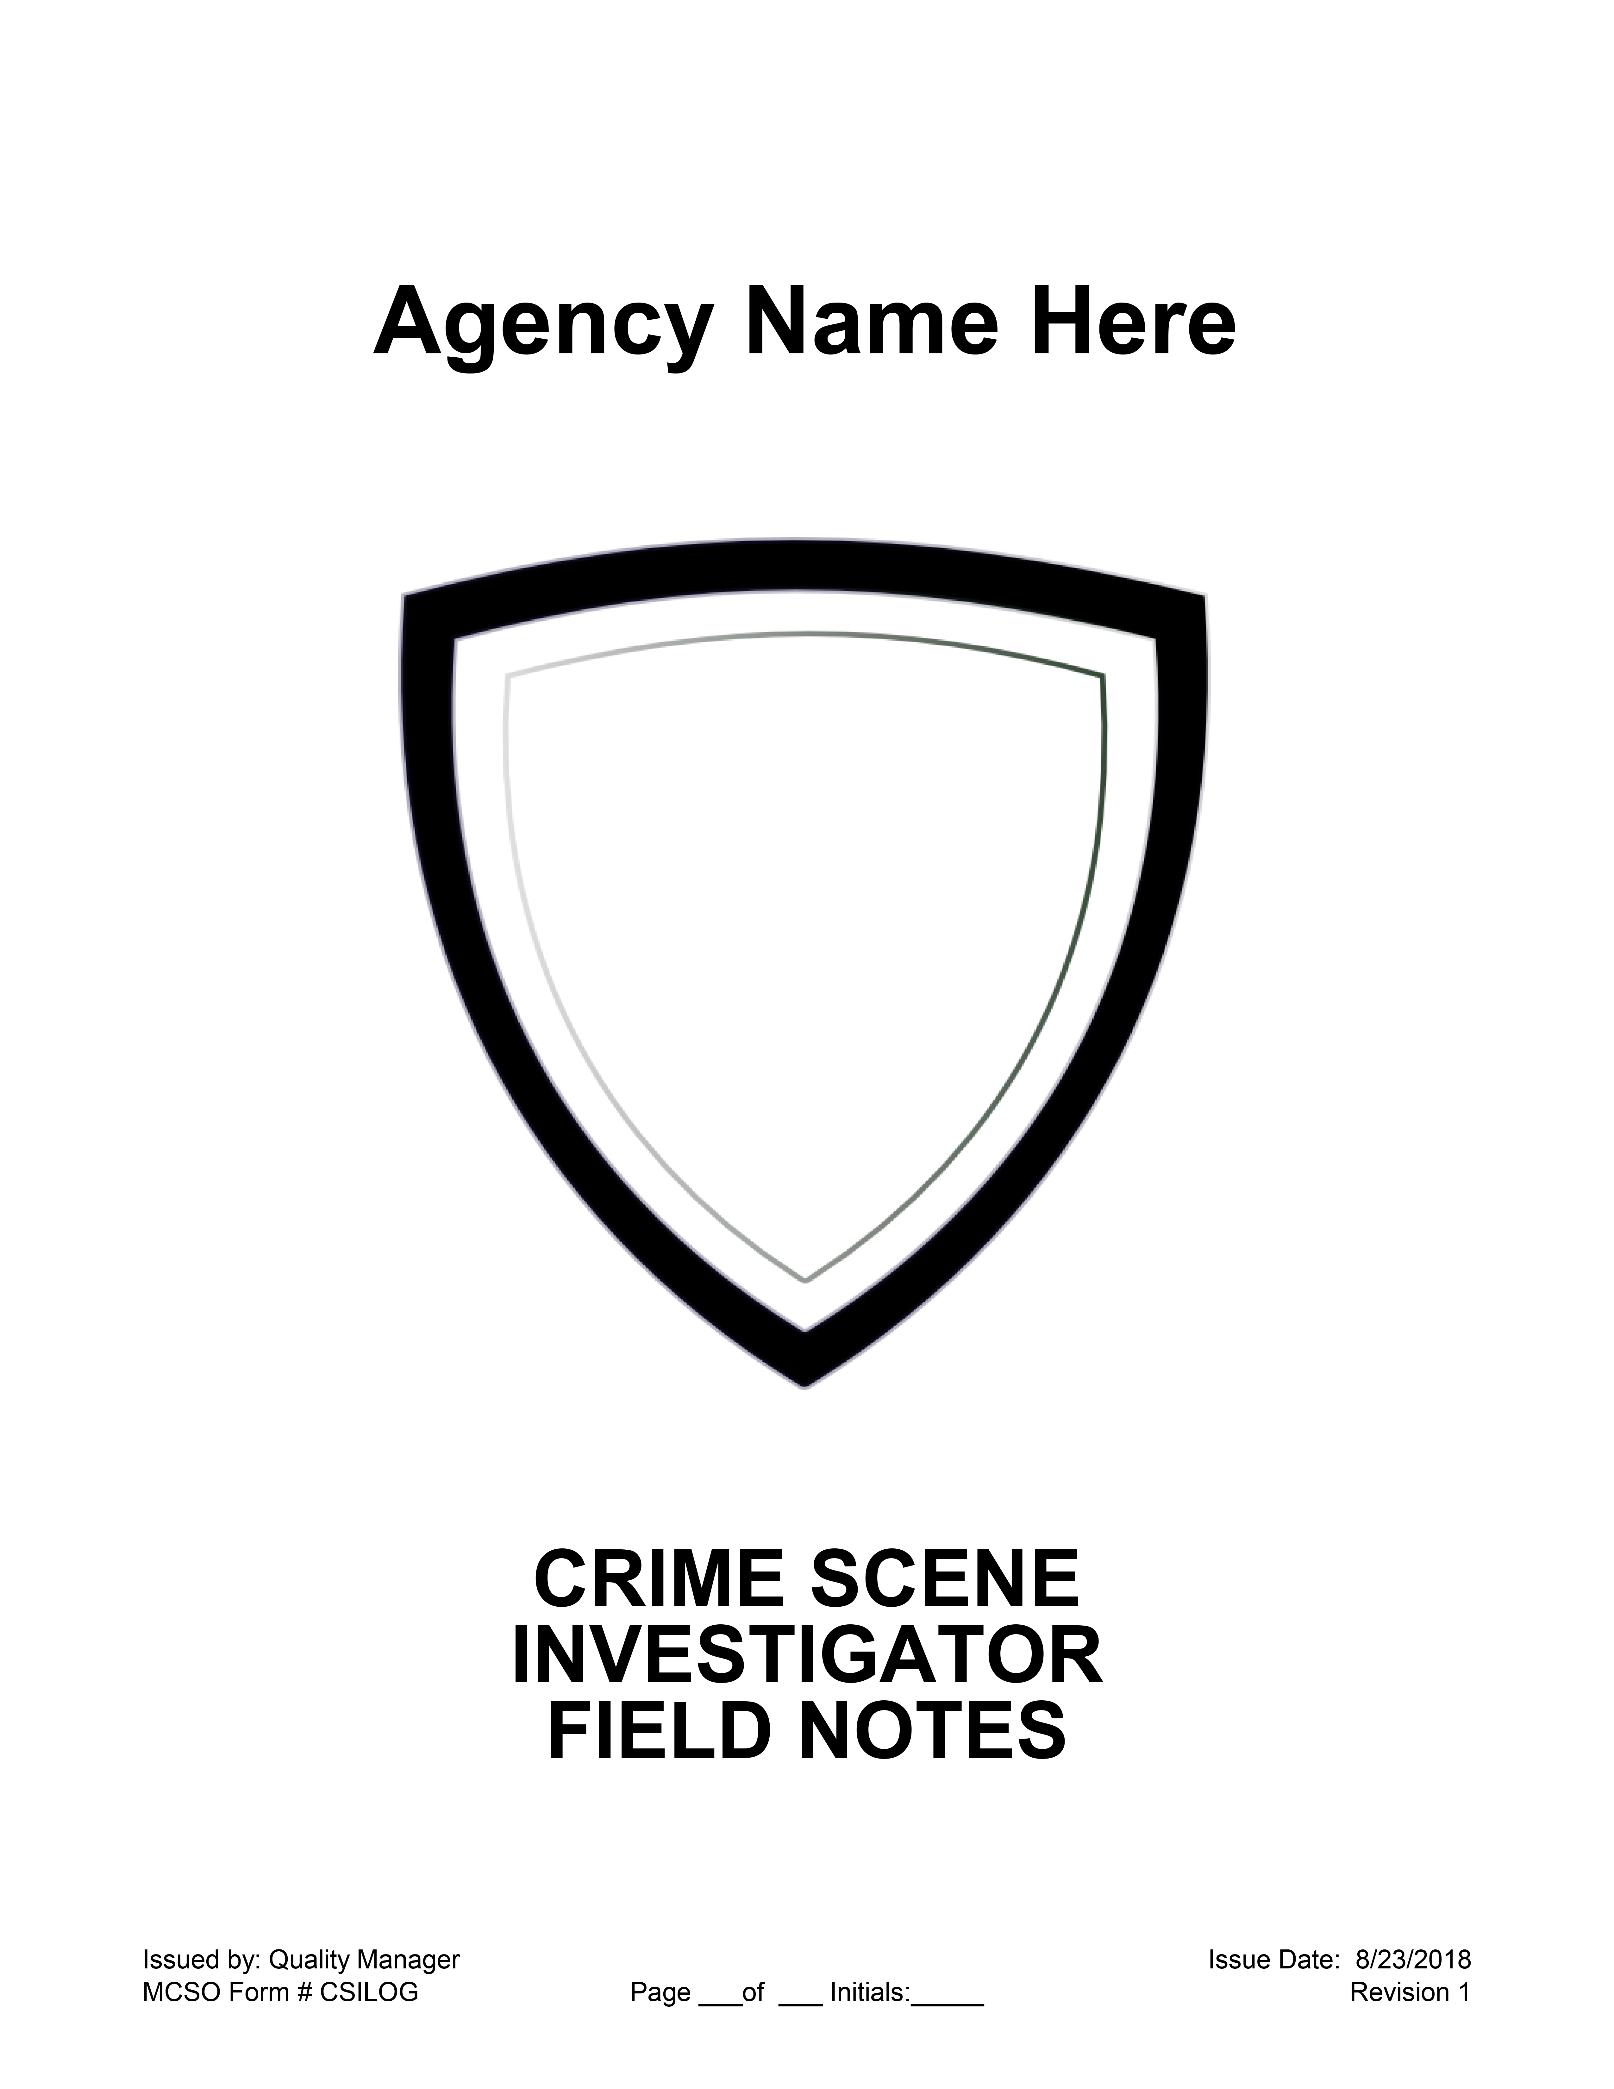 Agency Name Here
CRIME SCENE
INVESTIGATOR
FIELD NOTES
Issued by: Quality Manager
Issue Date: 8/23/2018
MCSO Form # CSILOG
Page ___of ___ Initials:_____
Revision 1